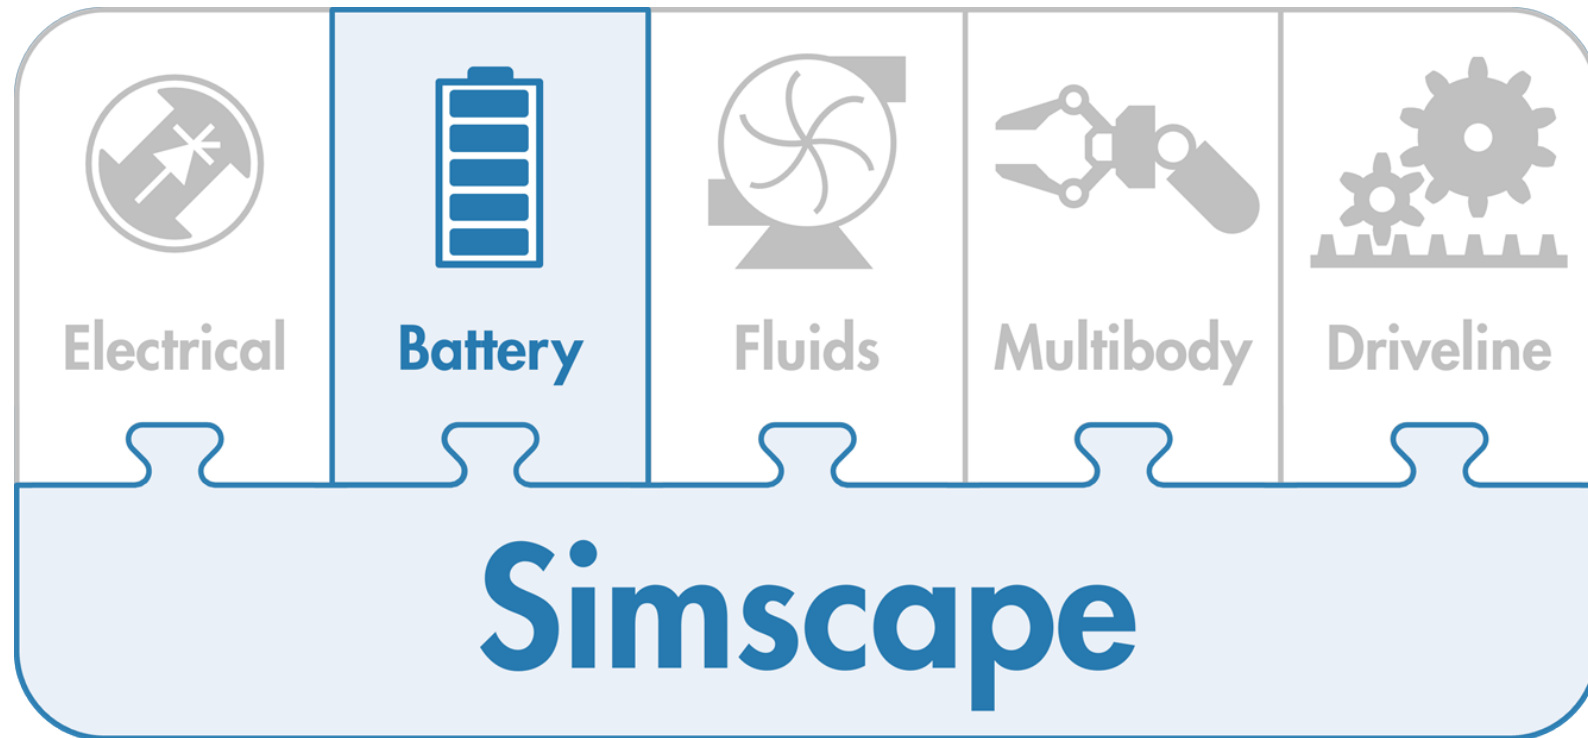 Electrical
Battery
Fluids
Multibody
Driveline
Simscape